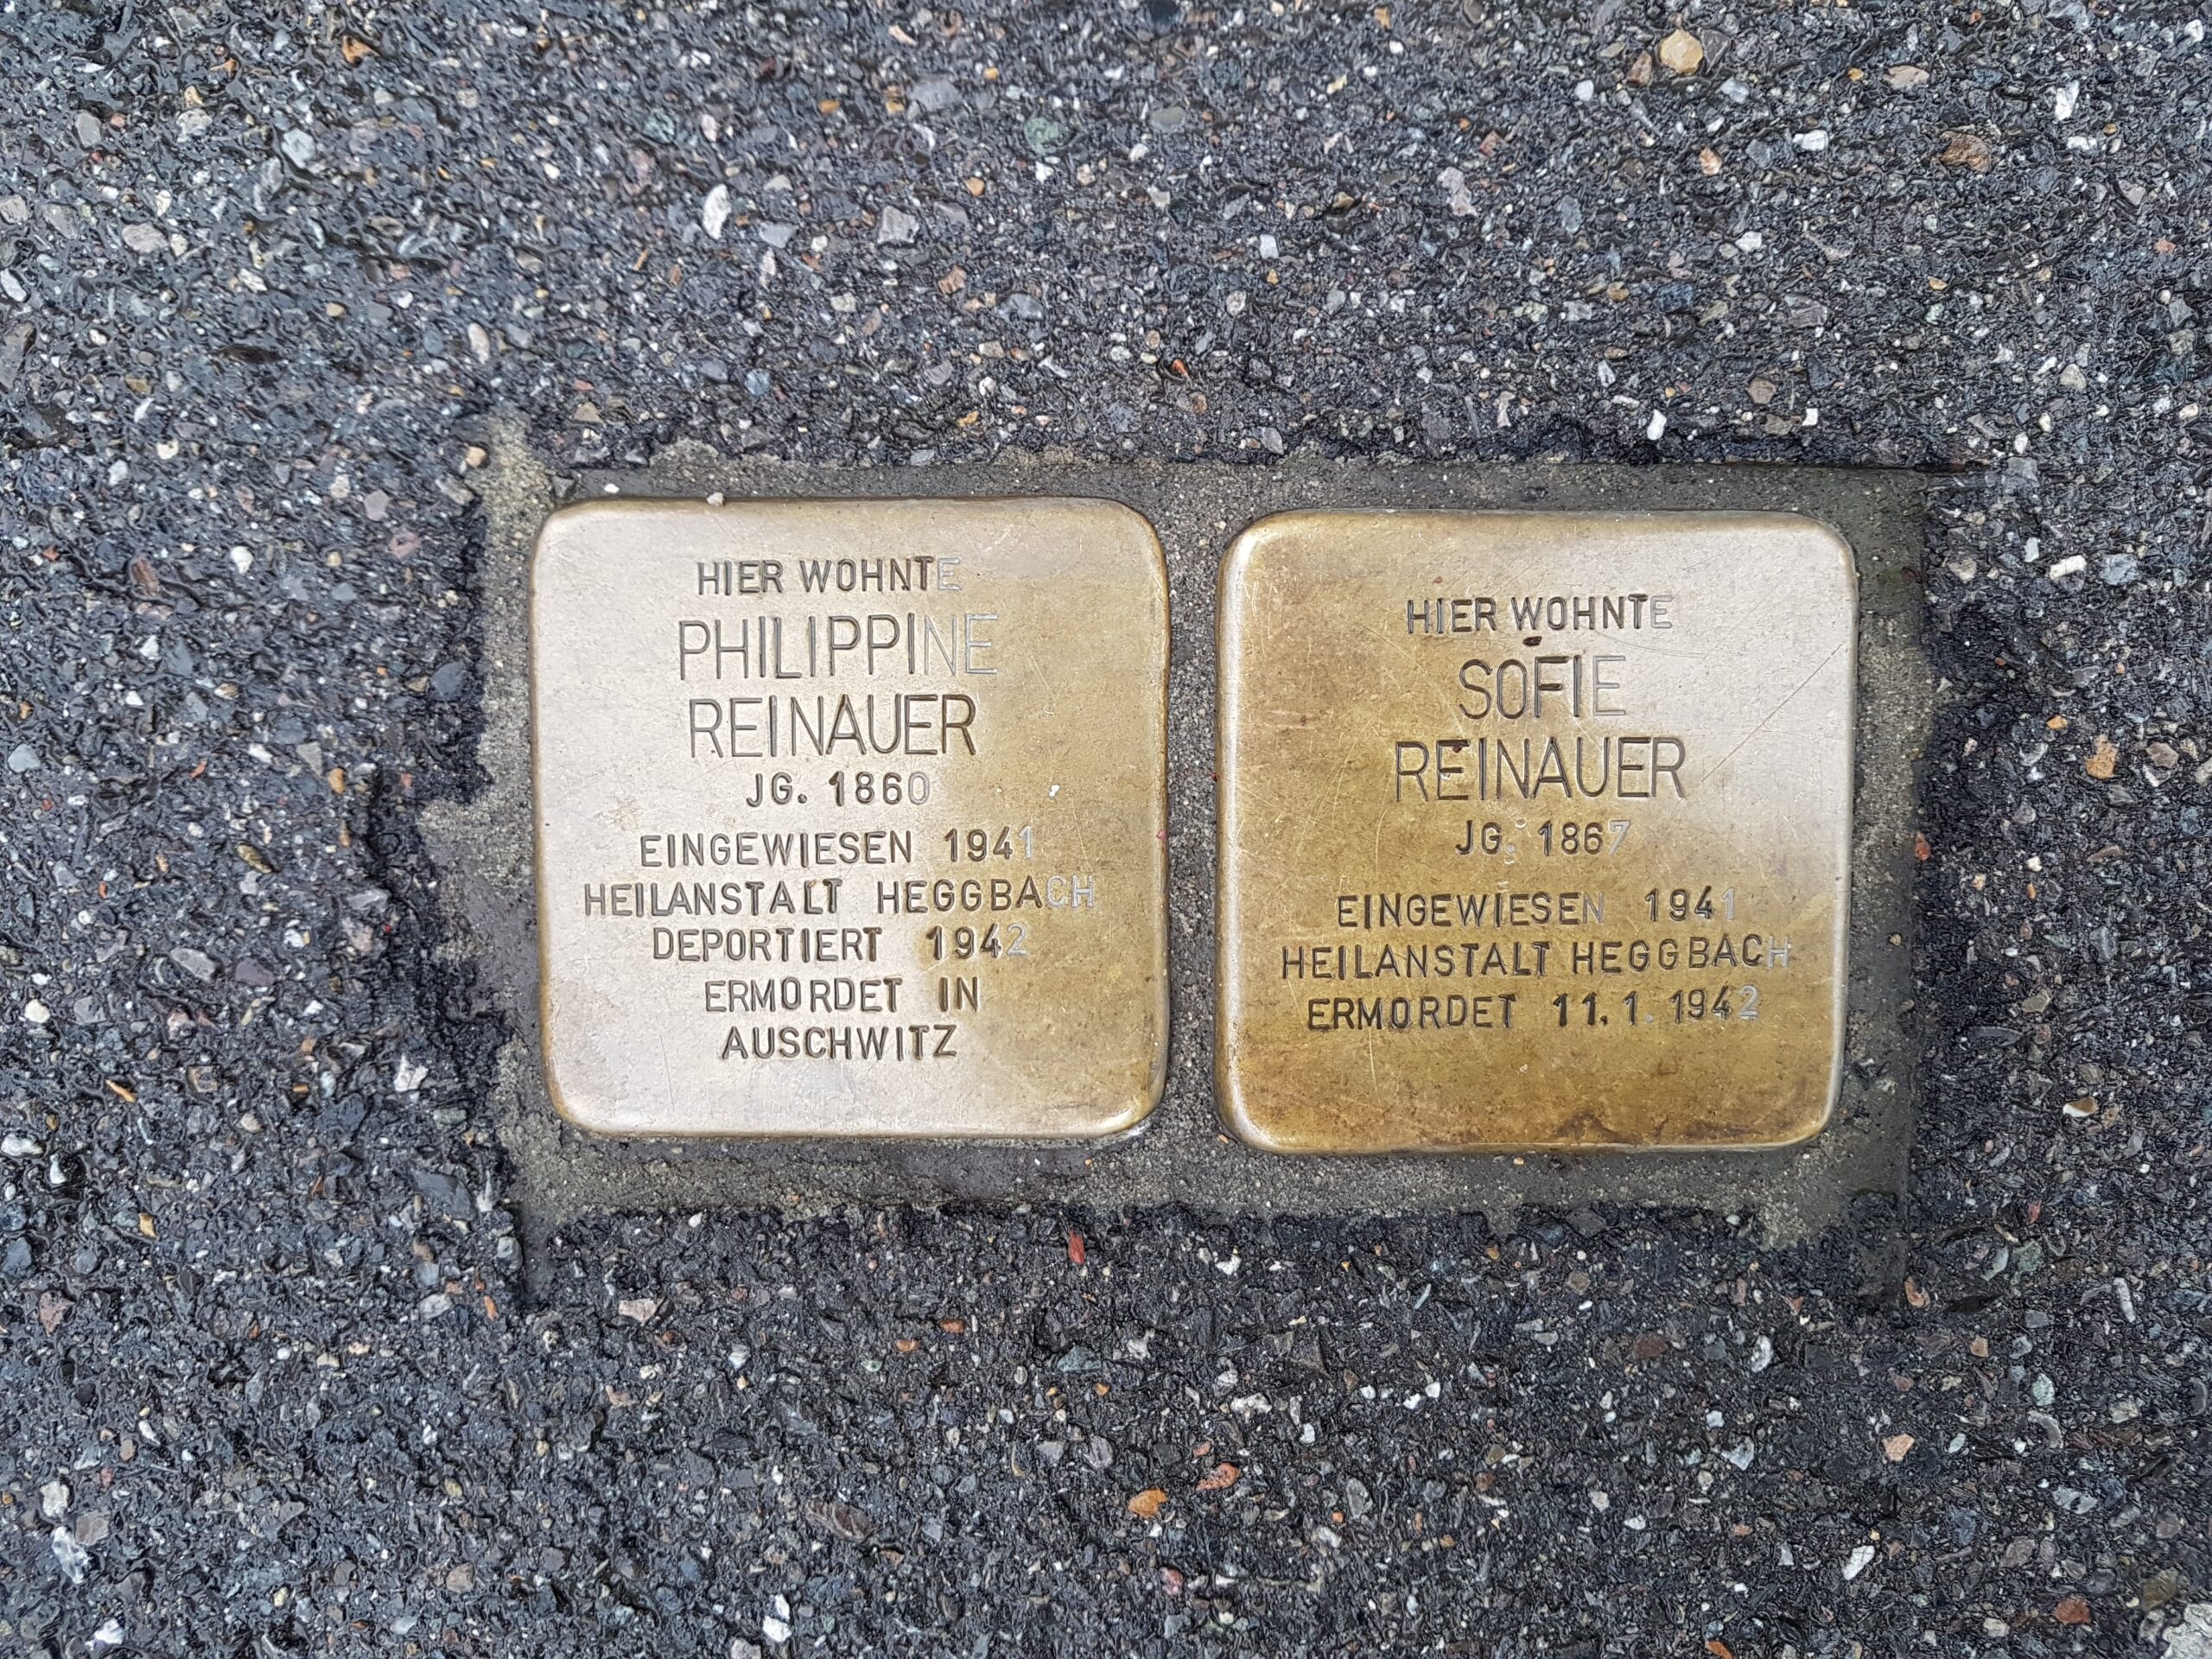 HIER WOHNTE
PHILIPPINE
REINAUER
JG. 1860
EINGEWIESEN 1941
HEILANSTALT HEGGBACH
DEPORTIERT 1942
ERMORDET IN
AUSCHWITZ
HIER WOHNTE
SOFIE
REINAUER
JG. 1867
EINGEWIESEN 1941
HEILANSTALT HEGGBACH
ERMORDET 11.1.1942